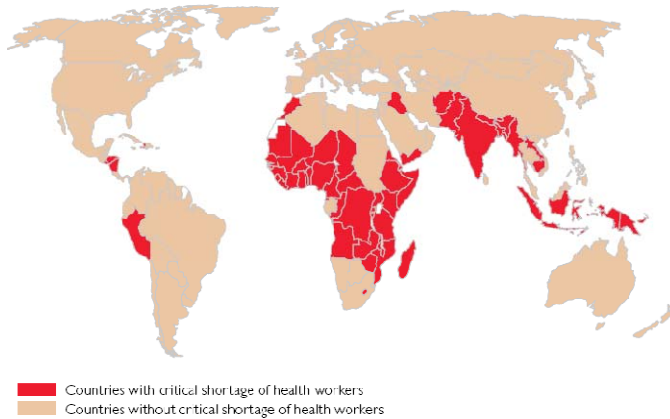 Countries with critical shortage of health workers
Countries without critical shortage of health workers